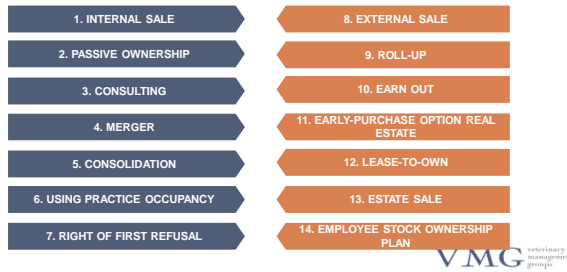 1. INTERNAL SALE
2. PASSIVE OWNERSHIP
3. CONSULTING
4. MERGER
5. CONSOLIDATION
6. USING PRACTICE OCCUPANCY
7. RIGHT OF FIRST REFUSAL
8. EXTERNAL SALE
9. ROLL-UP
10. EARN OUT
11. EARLY-PURCHASE OPTION REAL
ESTATE
12. LEASE-TO-OWN
13. ESTATE SALE
14. EMPLOYEE STOCK OWNERSHIP
PLAN
VMG
veterinary
manageme
groups